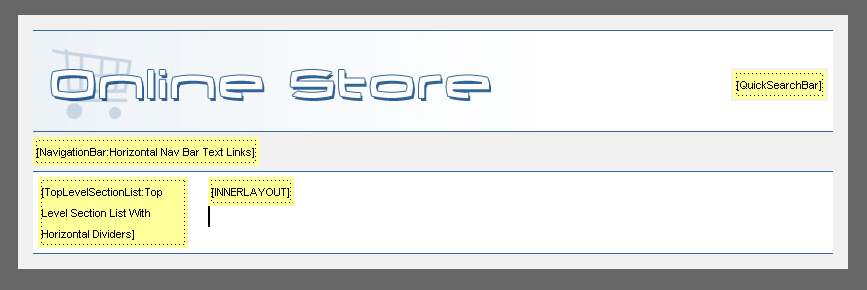 Online Store
[QuickSearchBar]
[NavigationBar:Horizontal Nav Bar Text Links]
[TopLevelSectionList:Top
Level Section List With
Horizontal Dividers]
[INNERLAYOUT]